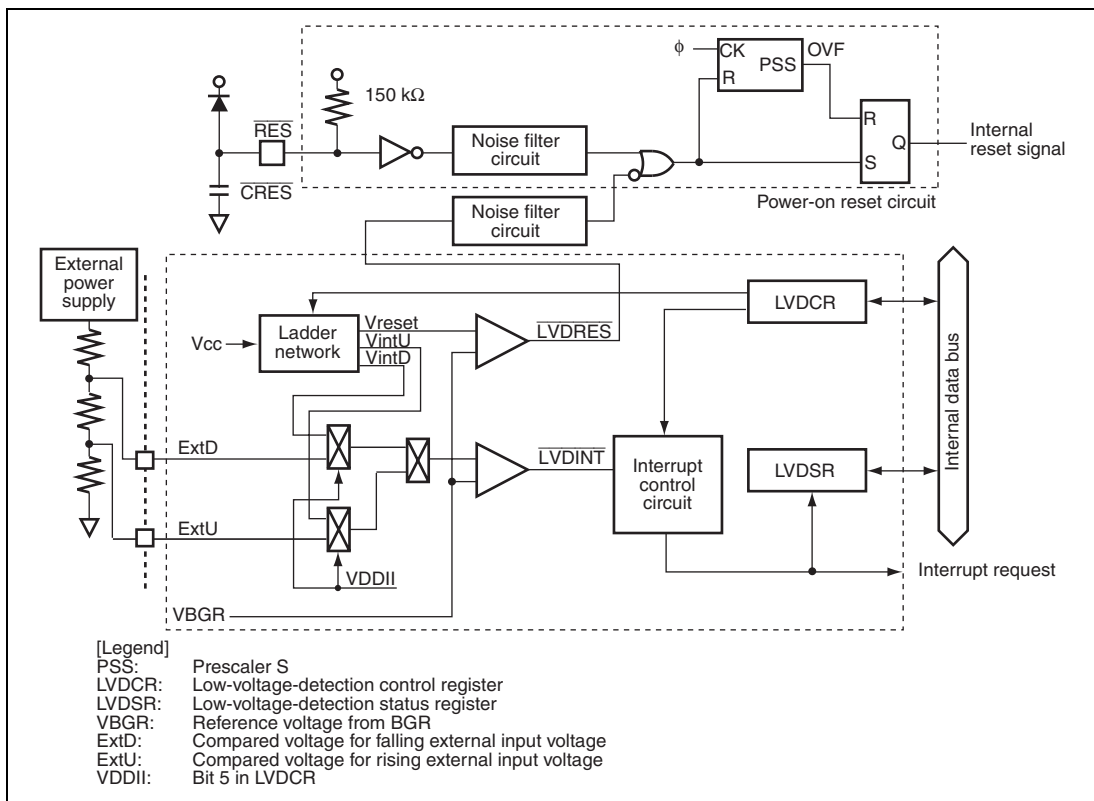 φ
CK
OVF
PSS
R
150 kΩ
RES
CRES
Noise filter
circuit
R
Q
S
Internal
reset signal
Power-on reset circuit
Noise filter
circuit
External
power
supply
LVDCR
Vcc
Ladder
network
Vreset
VintU
VintD
LVDRES
ExtD
LVDINT
Interrupt
control
circuit
LVDSR
Internal data bus
ExtU
VDDII
Interrupt request
VBGR
[Legend]
PSS: Prescaler S
LVDCR: Low-voltage-detection control register
LVDSR: Low-voltage-detection status register
VBGR: Reference voltage from BGR
ExtD: Compared voltage for falling external input voltage
ExtU: Compared voltage for rising external input voltage
VDDII: Bit 5 in LVDCR